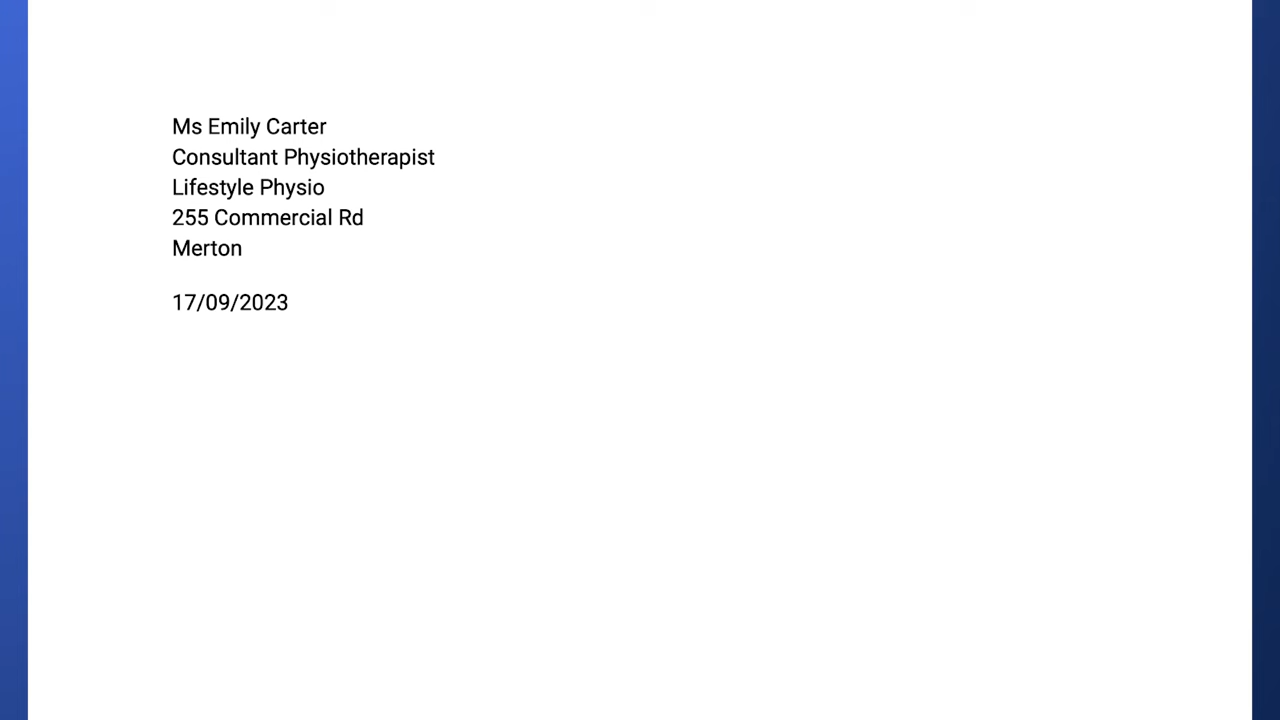 Ms Emily Carter
Consultant Physiotherapist
Lifestyle Physio
255 Commercial Rd
Merton
17/09/2023